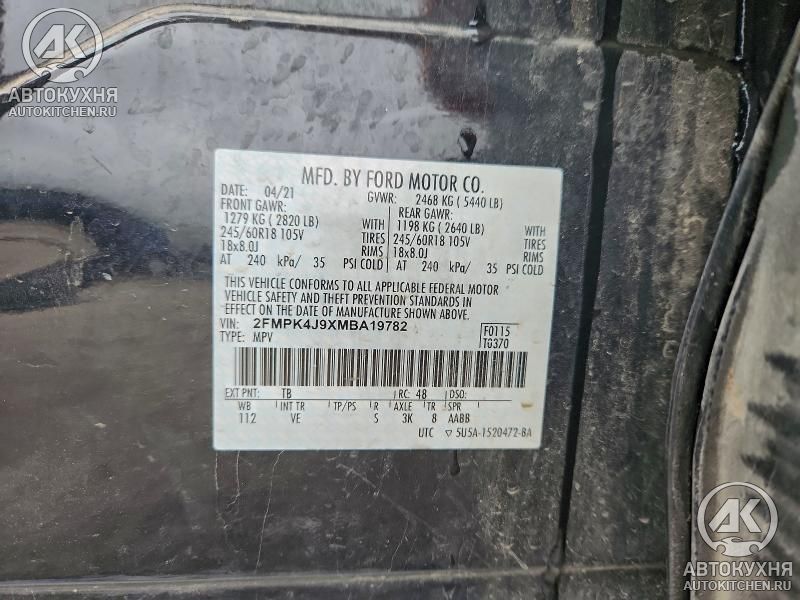 АК
АВТОКУХНЯ
AUTOKITCHEN.RU
MFD. BY FORD MOTOR CO.
DATE: 04/21 GVWR: 2468 KG ( 5440 LB)
FRONT GAWR: REAR GAWR:
1279 KG ( 2820 LB) WITH 1198 KG ( 2640 LB) WITH
245/60R18 105V TIRES 245/60R18 105V TIRES
18x8.0J RIMS 18x8.0J RIMS
AT 240 kPa/ 35 PSI COLD AT 240 kPa/ 35 PSI COLD
THIS VEHICLE CONFORMS TO ALL APPLICABLE FEDERAL MOTOR
VEHICLE SAFETY AND THEFT PREVENTION STANDARDS IN
EFFECT ON THE DATE OF MANUFACTURE SHOWN ABOVE.
VIN: 2FMPK4J9XMBA19782 F0115
TYPE: MPV TG370
EXT PNT: TB RC: 48 DSO:
WB INT TR TP/PS R AXLE TR SPR
112 VE S 3K 8 AABB
UTC ▽ 5U5A-1520472-BA
АК
АВТОКУХНЯ
AUTOKITCHEN.RU